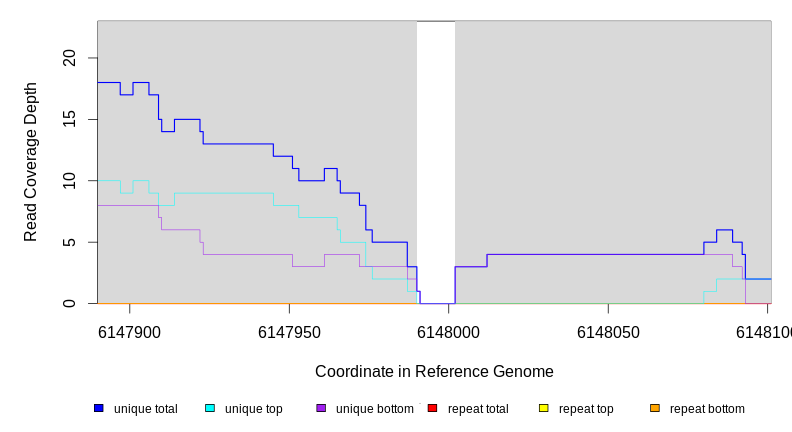 Read Coverage Depth
20
15
10
5
0
6147900 6147950 6148000 6148050 614810
Coordinate in Reference Genome
unique total unique top unique bottom repeat total repeat top repeat bottom